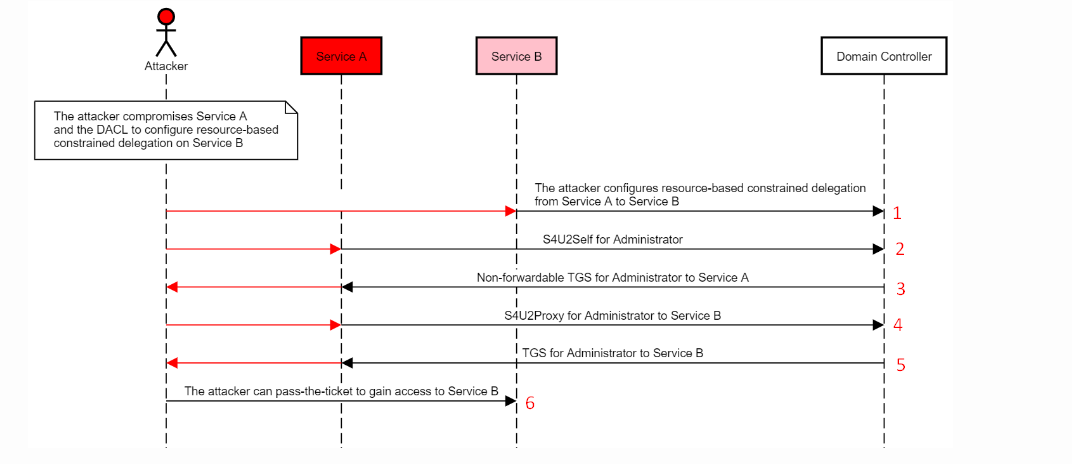 Attacker
Service A
Service B
Domain Controller
The attacker compromises Service A
and the DACL to configure resource-based
constrained delegation on Service B
The attacker configures resource-based constrained delegation
from Service A to Service B
1
S4U2Self for Administrator
2
Non-forwardable TGS for Administrator to Service A
3
S4U2Proxy for Administrator to Service B
4
TGS for Administrator to Service B
5
The attacker can pass-the-ticket to gain access to Service B
6